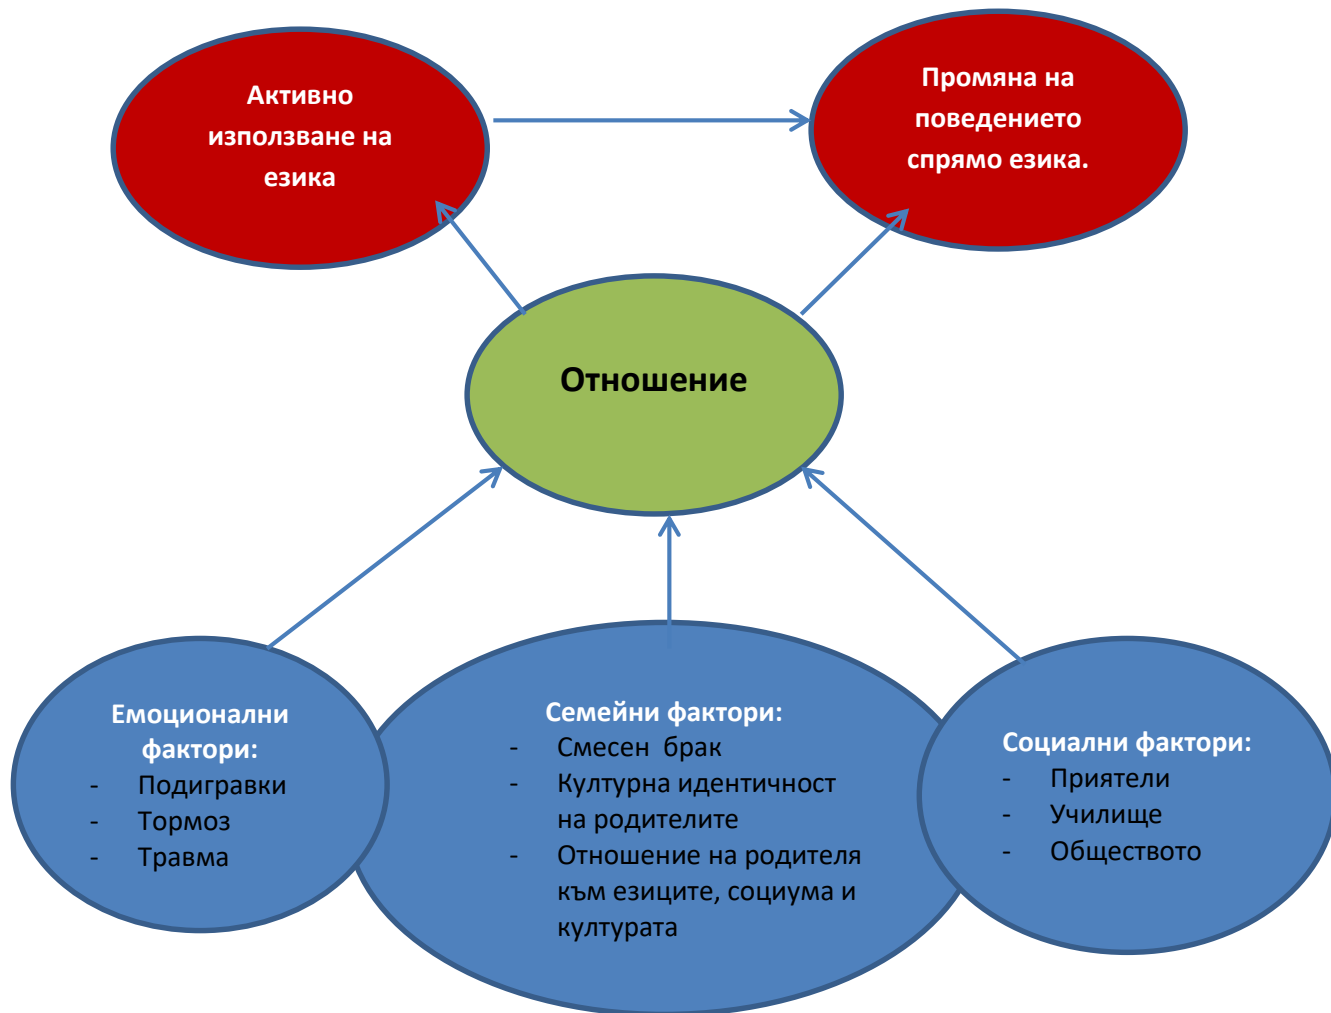 Активно
използване на
езика
Промяна на
поведението
спрямо езика.
Отношение
Емоционални
фактори:
- Подигравки
- Тормоз
- Травма
Семейни фактори:
- Смесен брак
- Културна идентичност
на родителите
- Отношение на родителя
към езиците, социума и
културата
Социални фактори:
- Приятели
- Училище
- Обществото